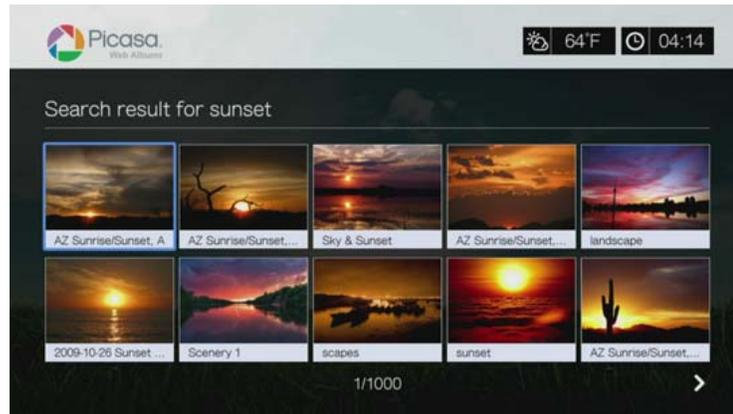 Picasa.
Web Albums
64°F 04:14
Search result for sunset
AZ Sunrise/Sunset, A
AZ Sunrise/Sunset,...
Sky & Sunset
AZ Sunrise/Sunset,...
landscape
2009-10-26 Sunset ...
Scenery 1
scapes
sunset
AZ Sunrise/Sunset,...
1/1000